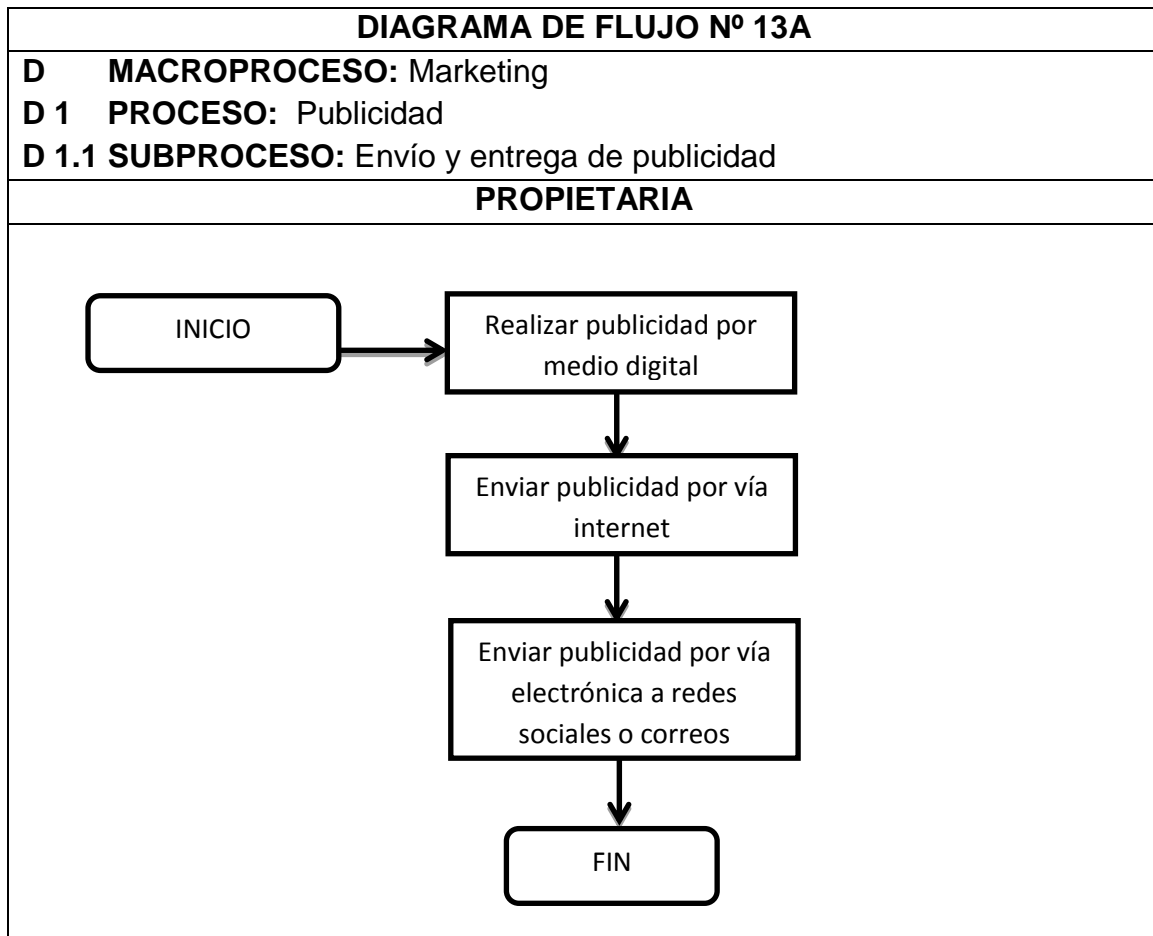 DIAGRAMA DE FLUJO Nº 13A
D MACROPROCESO: Marketing
D 1 PROCESO: Publicidad
D 1.1 SUBPROCESO: Envío y entrega de publicidad
PROPIETARIA
INICIO
Realizar publicidad por
medio digital
Enviar publicidad por vía
internet
Enviar publicidad por vía
electrónica a redes
sociales o correos
FIN